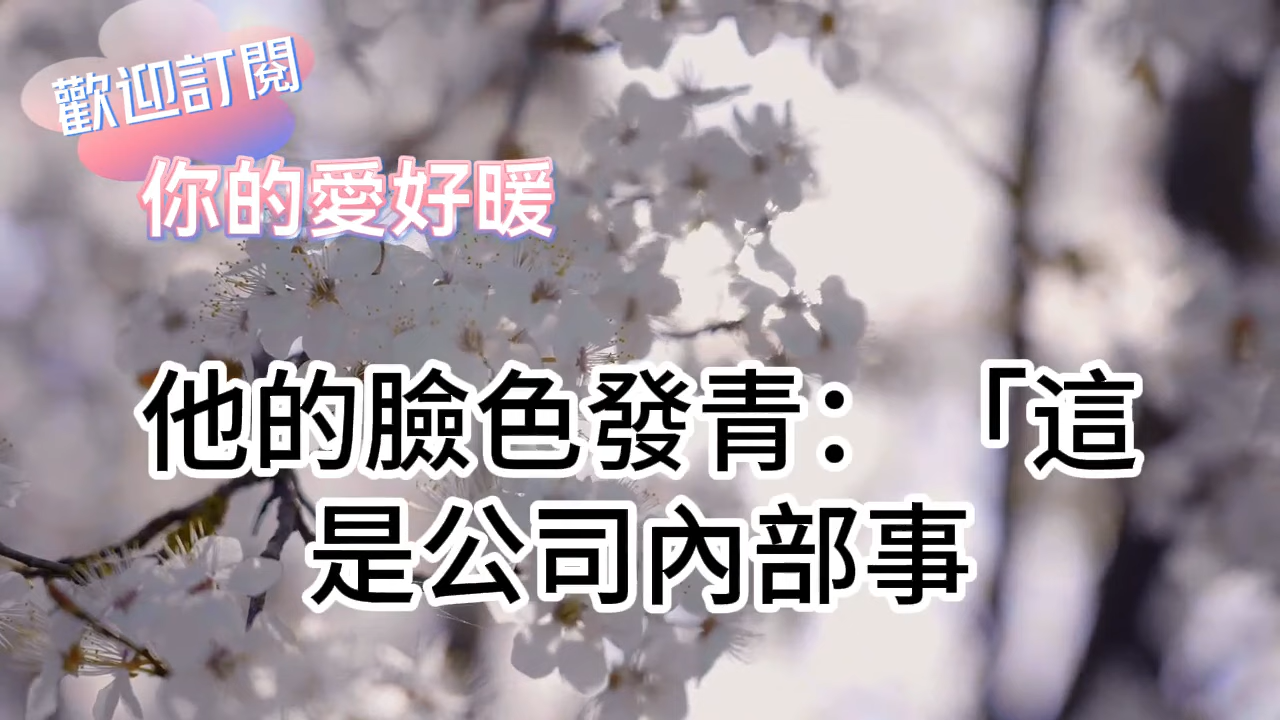 歡迎訂閱
你的愛好暖
他的臉色發青：「這
是公司內部事